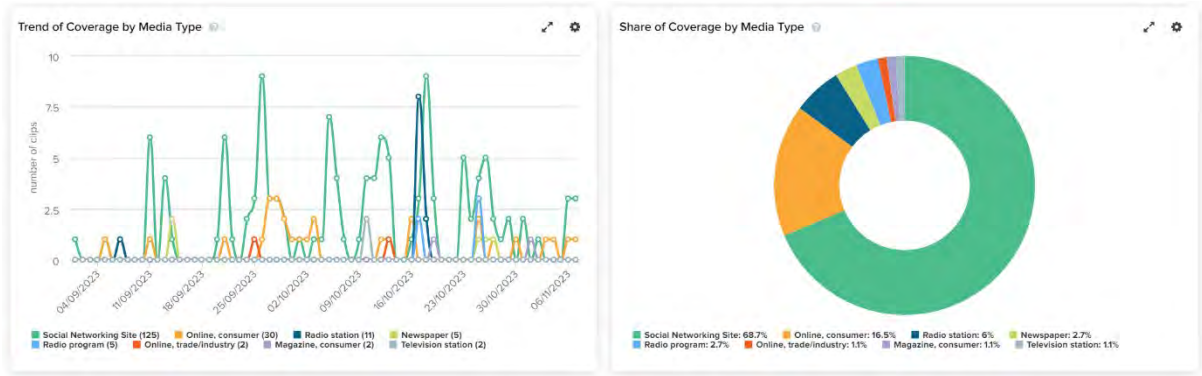 Trend of Coverage by Media Type
10
7.5
5
2.5
0
number of clips
04/09/2023
11/09/2023
18/09/2023
25/09/2023
02/10/2023
09/10/2023
16/10/2023
23/10/2023
30/10/2023
06/11/2023
Social Networking Site (125) Online, consumer (30) Radio station (11) Newspaper (5)
Radio program (5) Online, trade/industry (2) Magazine, consumer (2) Television station (2)
Share of Coverage by Media Type
Social Networking Site: 68.7% Online, consumer: 16.5% Radio station: 6% Newspaper: 2.7%
Radio program: 2.7% Online, trade/industry: 1.1% Magazine, consumer: 1.1% Television station: 1.1%